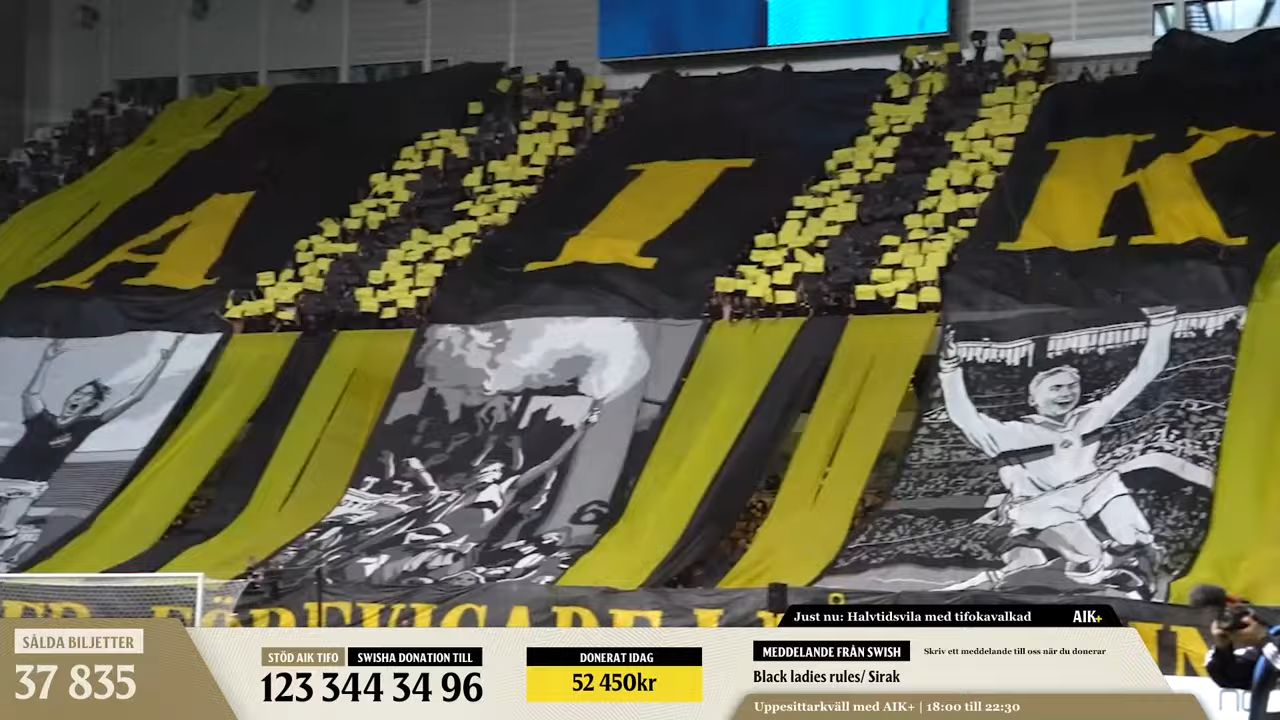 A I K
FÖREVIGADE I
IN
Just nu: Halvtidsvila med tifokavalkad AIK+
SÅLDA BILJETTER
37 835
STÖD AIK TIFO SWISHA DONATION TILL
123 344 34 96
DONERAT IDAG
52 450kr
MEDDELANDE FRÅN SWISH Skriv ett meddelande till oss när du donerar
Black ladies rules/ Sirak
Uppesittarkväll med AIK+ | 18:00 till 22:30